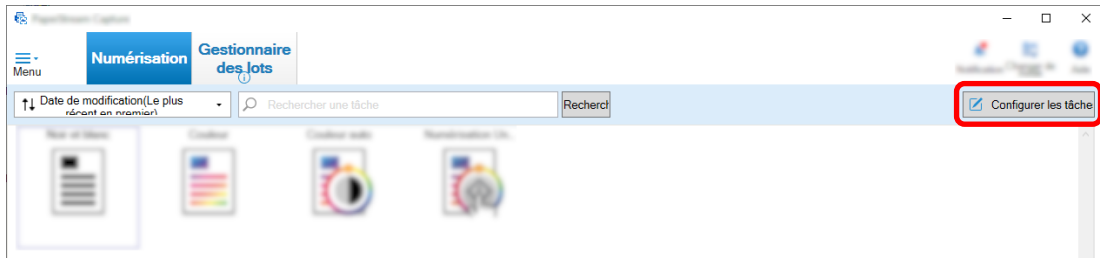 PaperStream Capture
Menu
Numérisation
Gestionnaire
des lots
Date de modification(Le plus
récent en premier)
Rechercher une tâche
Recherch
Configurer les tâche
Noir et blanc
Couleur
Couleur auto